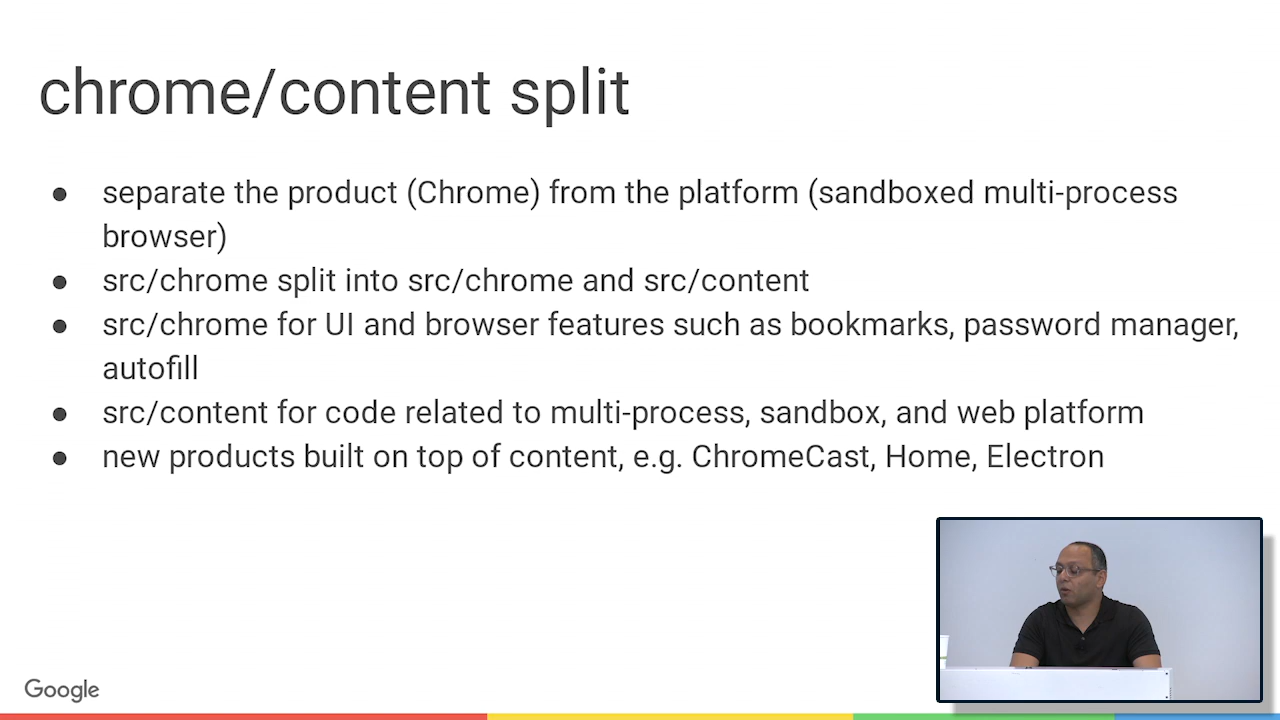 chrome/content split
● separate the product (Chrome) from the platform (sandboxed multi-process
browser)
● src/chrome split into src/chrome and src/content
● src/chrome for UI and browser features such as bookmarks, password manager,
autofill
● src/content for code related to multi-process, sandbox, and web platform
● new products built on top of content, e.g. ChromeCast, Home, Electron
Google